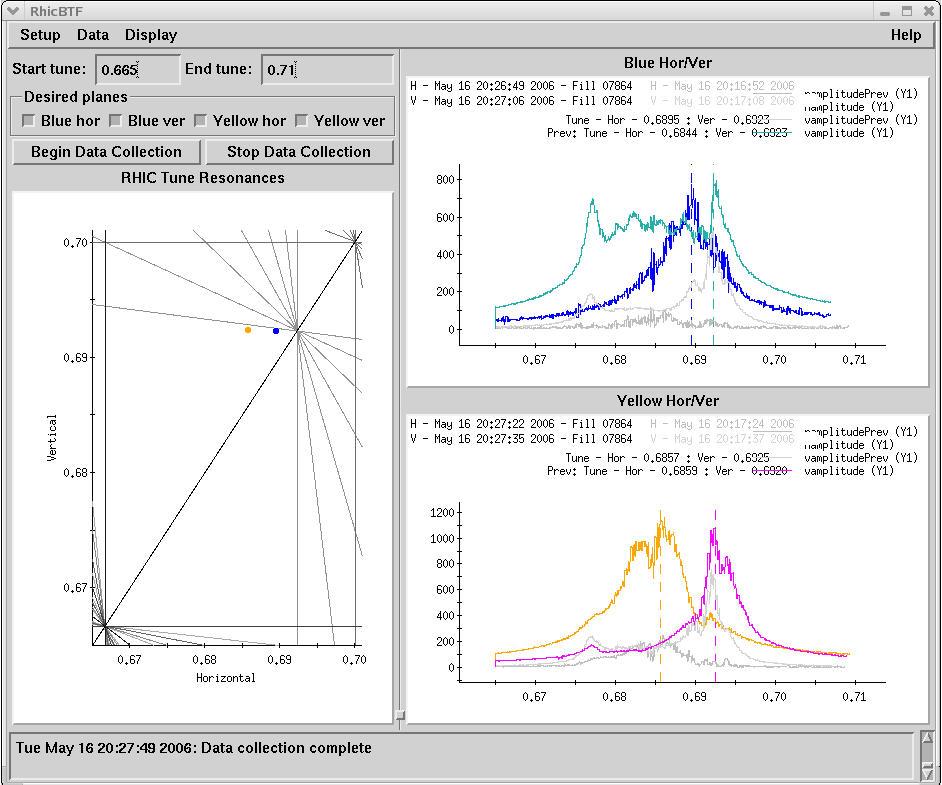 RhicBTF
Setup Data Display Help
Start tune: 0.665 End tune: 0.71
Desired planes
Blue hor Blue ver Yellow hor Yellow ver
Begin Data Collection Stop Data Collection
RHIC Tune Resonances
0.70
0.69
0.68
0.67
Vertical
0.67 0.68 0.69 0.70
Horizontal
Blue Hor/Ver
H - May 16 20:26:49 2006 - Fill 07864 H - May 16 20:16:52 2006
V - May 16 20:27:06 2006 - Fill 07864 V - May 16 20:17:08 2006
Tune - Hor - 0.6895 : Ver - 0.6923
Prev: Tune - Hor - 0.6844 : Ver - 0.6923
amplitudePrev (Y1)
amplitude (Y1)
vamplitudePrev (Y1)
vamplitude (Y1)
800
600
400
200
0
0.67 0.68 0.69 0.70 0.71
Yellow Hor/Ver
H - May 16 20:27:22 2006 - Fill 07864 H - May 16 20:17:24 2006
V - May 16 20:27:35 2006 - Fill 07864 V - May 16 20:17:37 2006
Tune - Hor - 0.6857 : Ver - 0.6925
Prev: Tune - Hor - 0.6859 : Ver - 0.6920
amplitudePrev (Y1)
amplitude (Y1)
vamplitudePrev (Y1)
vamplitude (Y1)
1200
1000
800
600
400
200
0
0.67 0.68 0.69 0.70 0.71
Tue May 16 20:27:49 2006: Data collection complete